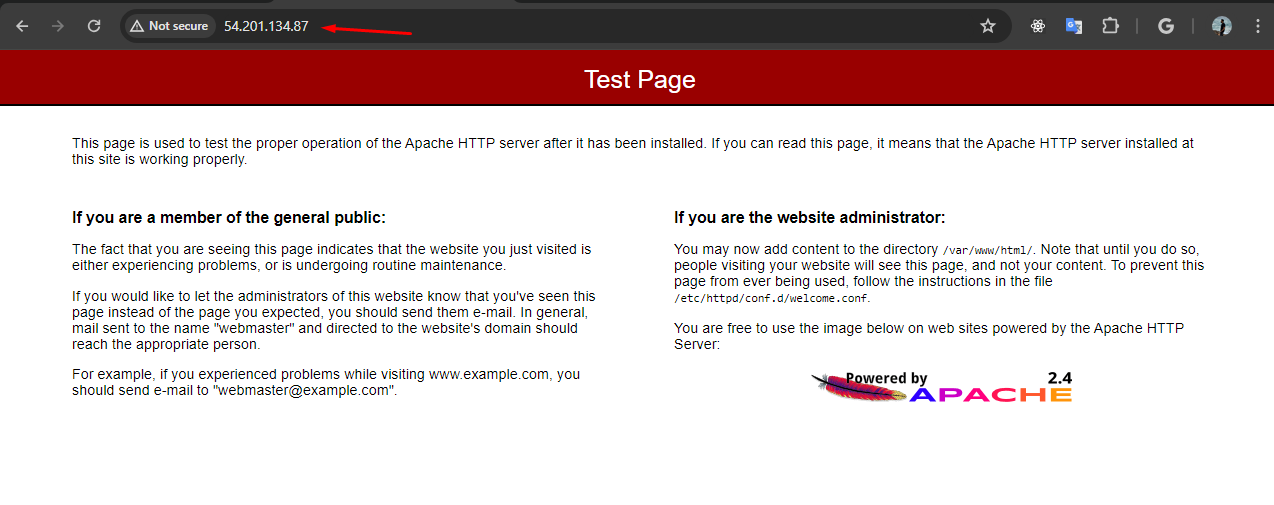 Not secure 54.201.134.87
Test Page
This page is used to test the proper operation of the Apache HTTP server after it has been installed. If you can read this page, it means that the Apache HTTP server installed at
this site is working properly.
If you are a member of the general public:
The fact that you are seeing this page indicates that the website you just visited is
either experiencing problems, or is undergoing routine maintenance.
If you would like to let the administrators of this website know that you've seen this
page instead of the page you expected, you should send them e-mail. In general,
mail sent to the name "webmaster" and directed to the website's domain should
reach the appropriate person.
For example, if you experienced problems while visiting www.example.com, you
should send e-mail to "webmaster@example.com".
If you are the website administrator:
You may now add content to the directory /var/www/html/. Note that until you do so,
people visiting your website will see this page, and not your content. To prevent this
page from ever being used, follow the instructions in the file
/etc/httpd/conf.d/welcome.conf.
You are free to use the image below on web sites powered by the Apache HTTP
Server:
Powered by 2.4
APACHE